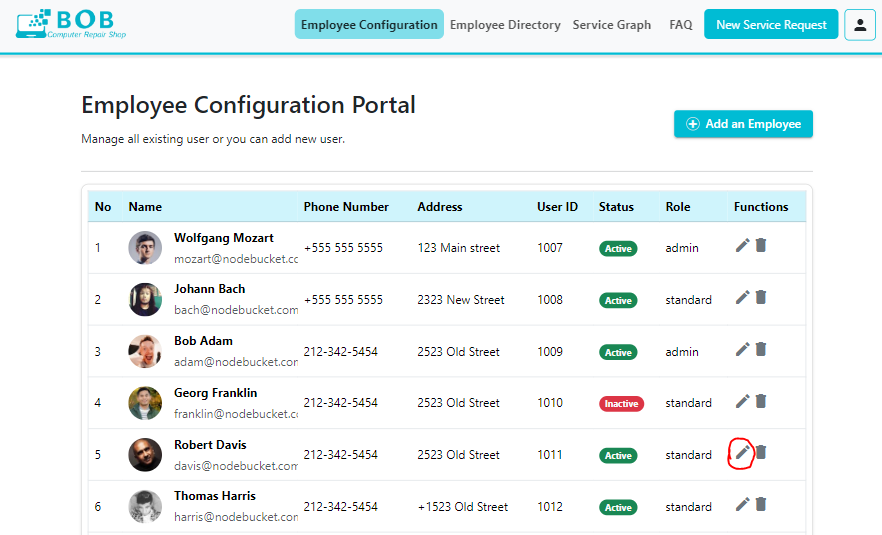 BOB
Computer Repair Shop
Employee Configuration Employee Directory Service Graph FAQ New Service Request
Employee Configuration Portal
Manage all existing user or you can add new user.
Add an Employee
No Name Phone Number Address User ID Status Role Functions
1 Wolfgang Mozart +555 555 5555 123 Main street 1007 Active admin
mozart@nodebucket.cc
2 Johann Bach +555 555 5555 2323 New Street 1008 Active standard
bach@nodebucket.com
3 Bob Adam 212-342-5454 2523 Old Street 1009 Active admin
adam@nodebucket.con
4 Georg Franklin 212-342-5454 2523 Old Street 1010 Inactive standard
franklin@nodebucket.cc
5 Robert Davis 212-342-5454 2523 Old Street 1011 Active standard
davis@nodebucket.com
6 Thomas Harris 212-342-5454 +1523 Old Street 1012 Active standard
harris@nodebucket.con